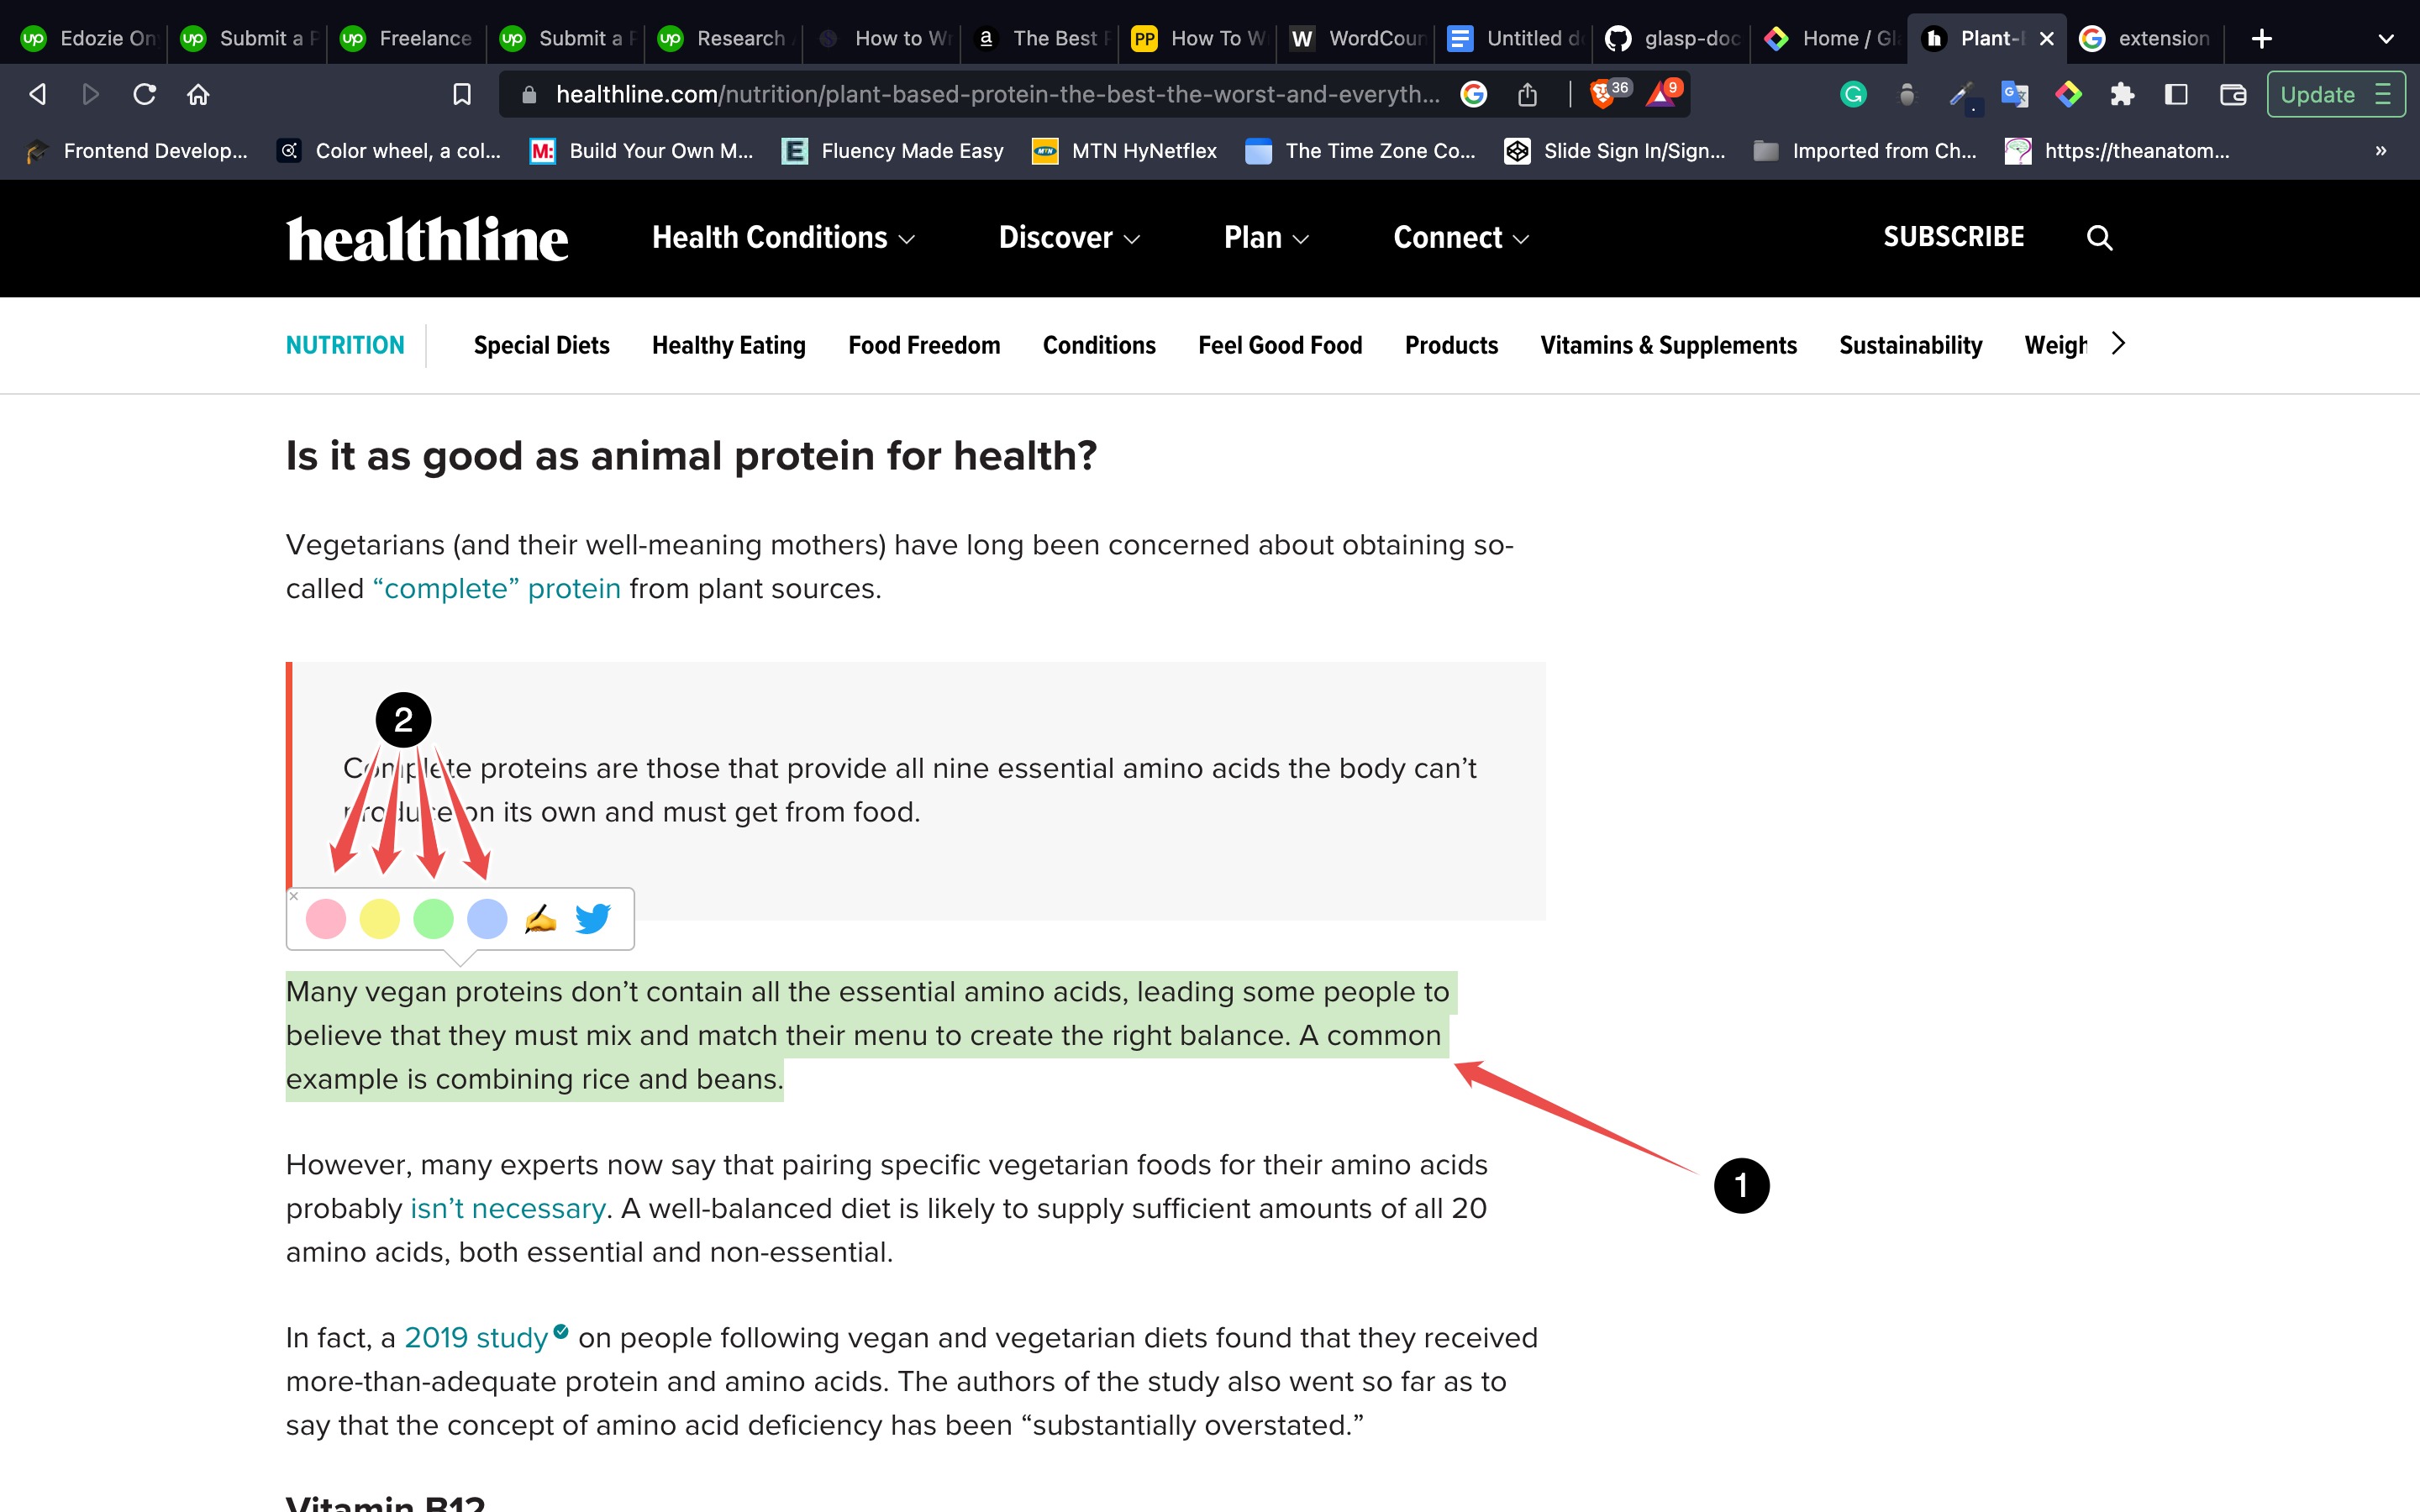 up Edozie On up Submit a P up Freelance up Submit a P up Research How to Wr a The Best PP How To W W WordCoun Untitled d glasp-doc Home / Gl h Plant- extension
healthline.com/nutrition/plant-based-protein-the-best-the-worst-and-everyth... 36 9 Update
Frontend Develop... Color wheel, a col... M: Build Your Own M... E Fluency Made Easy MTN MTN HyNetflex The Time Zone Co... Slide Sign In/Sign... Imported from Ch... https://theanatom... »
healthline Health Conditions Discover Plan Connect SUBSCRIBE
NUTRITION Special Diets Healthy Eating Food Freedom Conditions Feel Good Food Products Vitamins & Supplements Sustainability Weigh
Is it as good as animal protein for health?
Vegetarians (and their well-meaning mothers) have long been concerned about obtaining so-
called “complete” protein from plant sources.
2
Complete proteins are those that provide all nine essential amino acids the body can’t
produce on its own and must get from food.
Many vegan proteins don’t contain all the essential amino acids, leading some people to
believe that they must mix and match their menu to create the right balance. A common
example is combining rice and beans.
However, many experts now say that pairing specific vegetarian foods for their amino acids
1
probably isn’t necessary. A well-balanced diet is likely to supply sufficient amounts of all 20
amino acids, both essential and non-essential.
In fact, a 2019 study on people following vegan and vegetarian diets found that they received
more-than-adequate protein and amino acids. The authors of the study also went so far as to
say that the concept of amino acid deficiency has been “substantially overstated.”
Vitamin B12